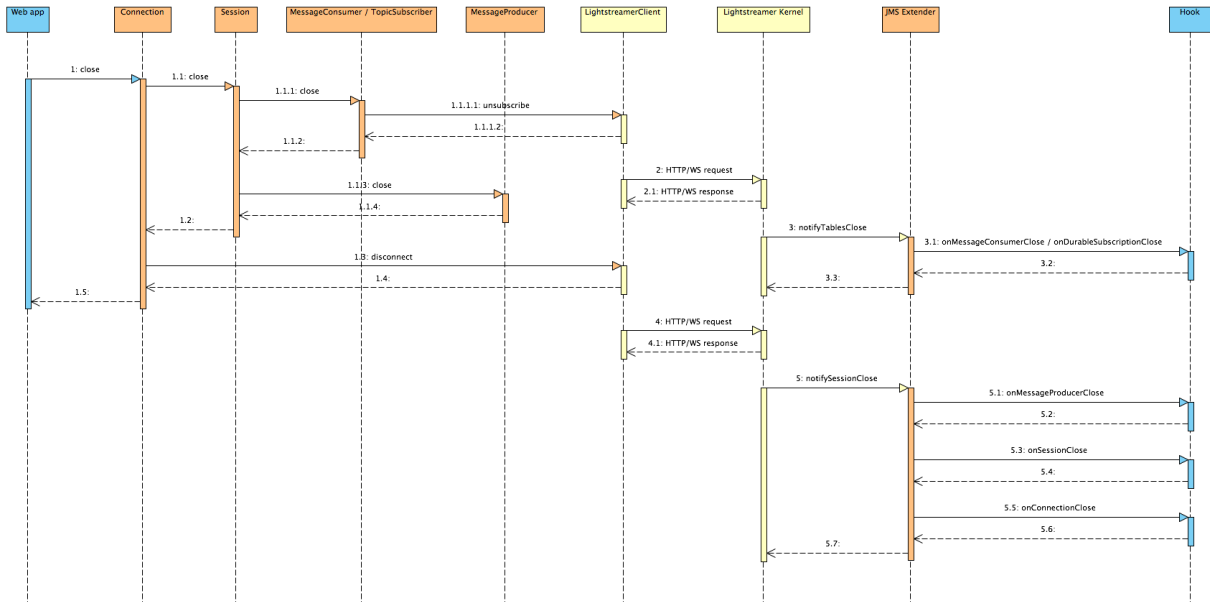 Web app
Connection
Session
MessageConsumer / TopicSubscriber
MessageProducer
LightstreamerClient
Lightstreamer Kernel
JMS Extender
Hook
1: close
1.1: close
1.1.1: close
1.1.1.1: unsubscribe
1.1.1.2:
1.1.2:
2: HTTP/WS request
1.1.3: close
2.1: HTTP/WS response
1.1.4:
1.2:
3: notifyTablesClose
3.1: onMessageConsumerClose / onDurableSubscriptionClose
1.3: disconnect
3.2:
1.4:
3.3:
1.5:
4: HTTP/WS request
4.1: HTTP/WS response
5: notifySessionClose
5.1: onMessageProducerClose
5.2:
5.3: onSessionClose
5.4:
5.5: onConnectionClose
5.6:
5.7: